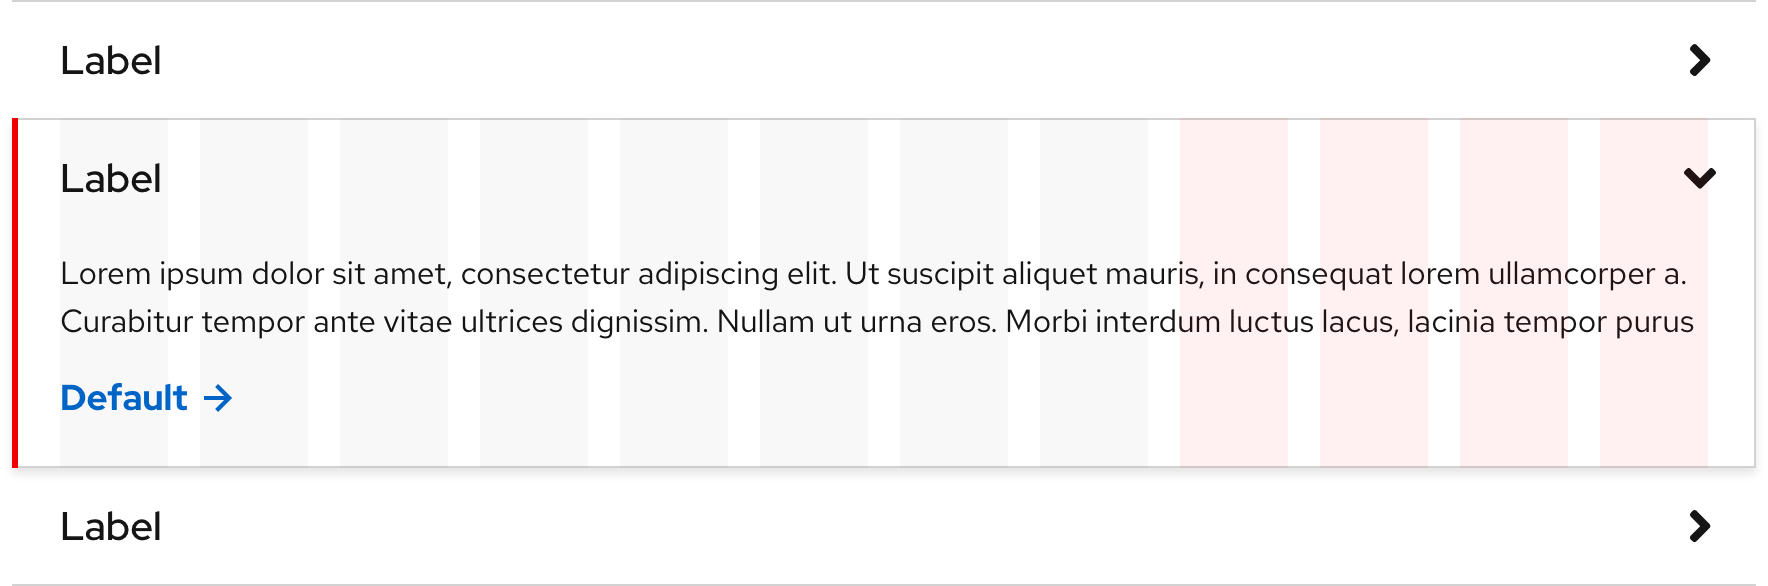 Label
Label
Lorem ipsum dolor sit amet, consectetur adipiscing elit. Ut suscipit aliquet mauris, in consequat lorem ullamcorper a.
Curabitur tempor ante vitae ultrices dignissim. Nullam ut urna eros. Morbi interdum luctus lacus, lacinia tempor purus
Default →
Label